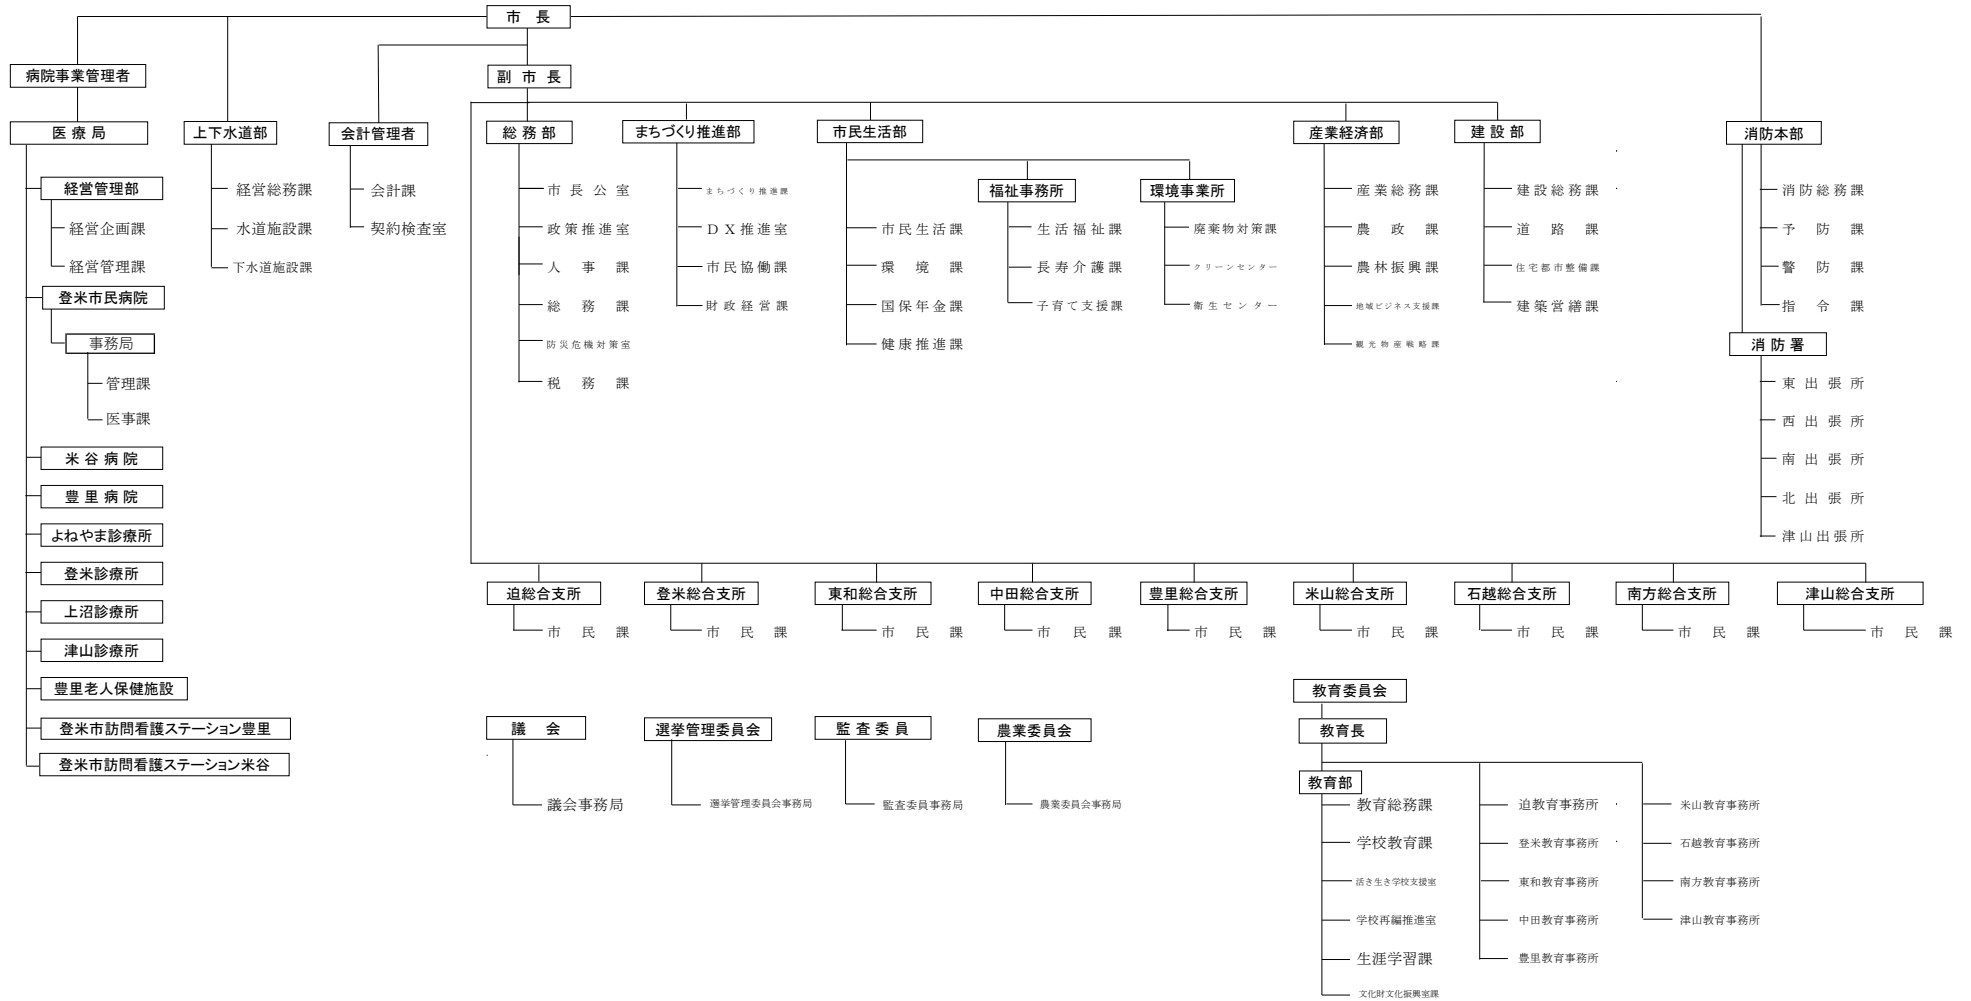 市長
病院事業管理者
副市長
医療局
上下水道部
会計管理者
総務部
まちづくり推進部
市民生活部
産業経済部
建設部
消防本部
経営管理部
経営企画課
経営管理課
登米市民病院
事務局
管理課
医事課
米谷病院
豊里病院
よねやま診療所
登米診療所
上沼診療所
津山診療所
豊里老人保健施設
登米市訪問看護ステーション豊里
登米市訪問看護ステーション米谷
経営総務課
水道施設課
下水道施設課
会計課
契約検査室
市長公室
政策推進室
人事課
総務課
防災危機対策室
税務課
まちづくり推進課
DX推進室
市民協働課
財政経営課
市民生活課
環境課
国保年金課
健康推進課
福祉事務所
生活福祉課
長寿介護課
子育て支援課
環境事業所
廃棄物対策課
クリーンセンター
衛生センター
産業総務課
農政課
農林振興課
地域ビジネス支援課
観光物産戦略課
建設総務課
道路課
住宅都市整備課
建築営繕課
消防総務課
予防課
警防課
指令課
消防署
東出張所
西出張所
南出張所
北出張所
津山出張所
迫総合支所
市民課
登米総合支所
市民課
東和総合支所
市民課
中田総合支所
市民課
豊里総合支所
市民課
米山総合支所
市民課
石越総合支所
市民課
南方総合支所
市民課
津山総合支所
市民課
議会
議会事務局
選挙管理委員会
選挙管理委員会事務局
監査委員
監査委員事務局
農業委員会
農業委員会事務局
教育委員会
教育長
教育部
教育総務課
学校教育課
活き生き学校支援室
学校再編推進室
生涯学習課
文化財文化振興室課
迫教育事務所
登米教育事務所
東和教育事務所
中田教育事務所
豊里教育事務所
米山教育事務所
石越教育事務所
南方教育事務所
津山教育事務所